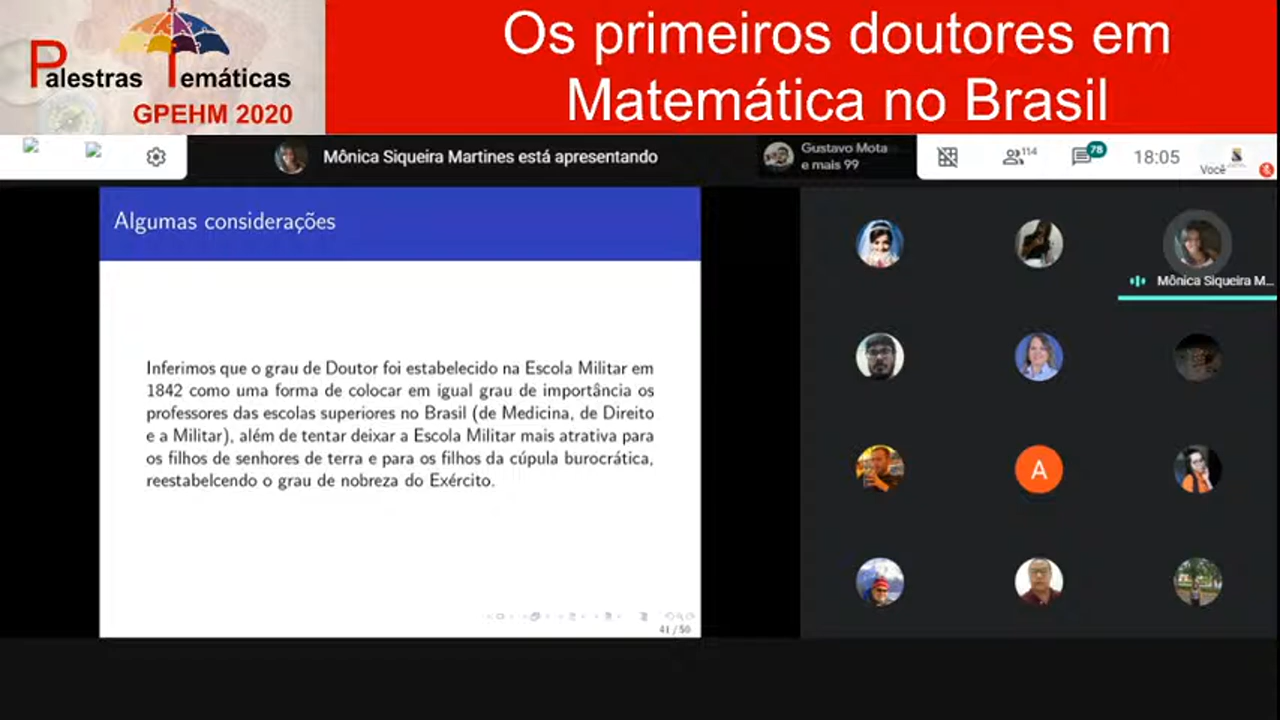 Palestras Temáticas
GPEHM 2020
Os primeiros doutores em
Matemática no Brasil
Mônica Siqueira Martines está apresentando
Gustavo Mota
e mais 99
114
78
18:05
Você
Algumas considerações
Inferimos que o grau de Doutor foi estabelecido na Escola Militar em
1842 como uma forma de colocar em igual grau de importância os
professores das escolas superiores no Brasil (de Medicina, de Direito
e a Militar), além de tentar deixar a Escola Militar mais atrativa para
os filhos de senhores de terra e para os filhos da cúpula burocrática,
reestabelcendo o grau de nobreza do Exército.
41/50
Mônica Siqueira M...
A